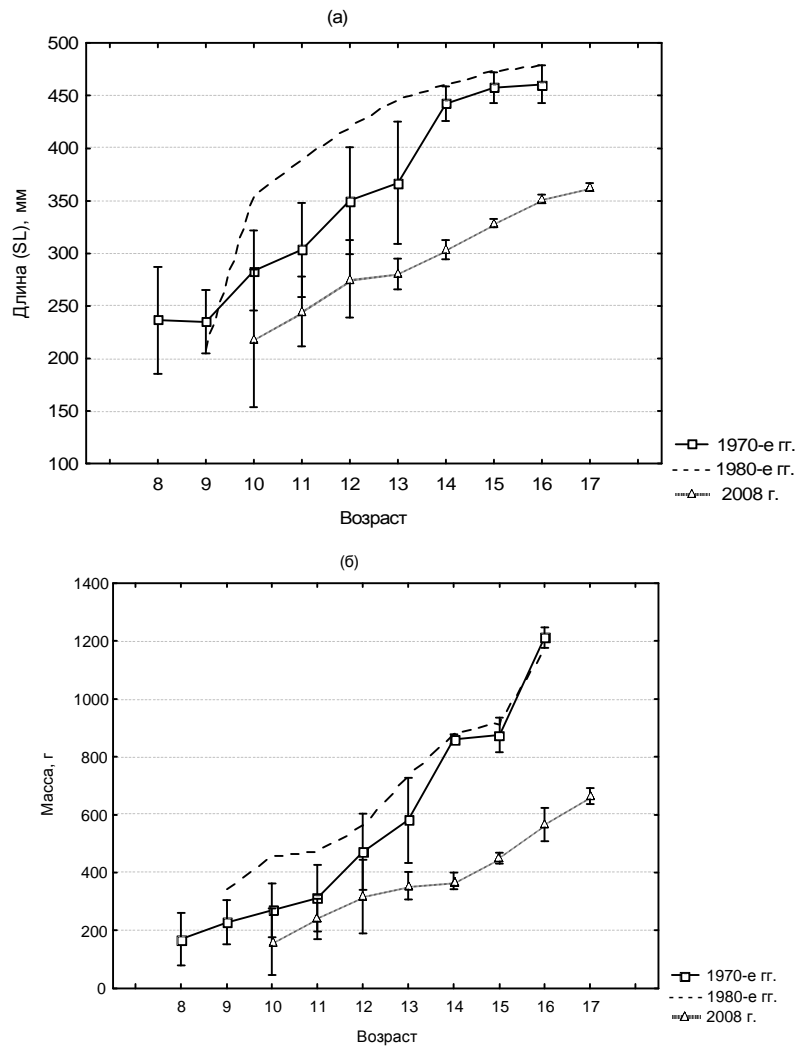 (а)
500
450
400
350
300
250
200
150
100
Длина (SL), мм
8 9 10 11 12 13 14 15 16 17
Возраст
1970-е гг.
1980-е гг.
2008 г.
(б)
1400
1200
1000
800
600
400
200
0
Масса, г
8 9 10 11 12 13 14 15 16 17
Возраст
1970-е гг.
1980-е гг.
2008 г.